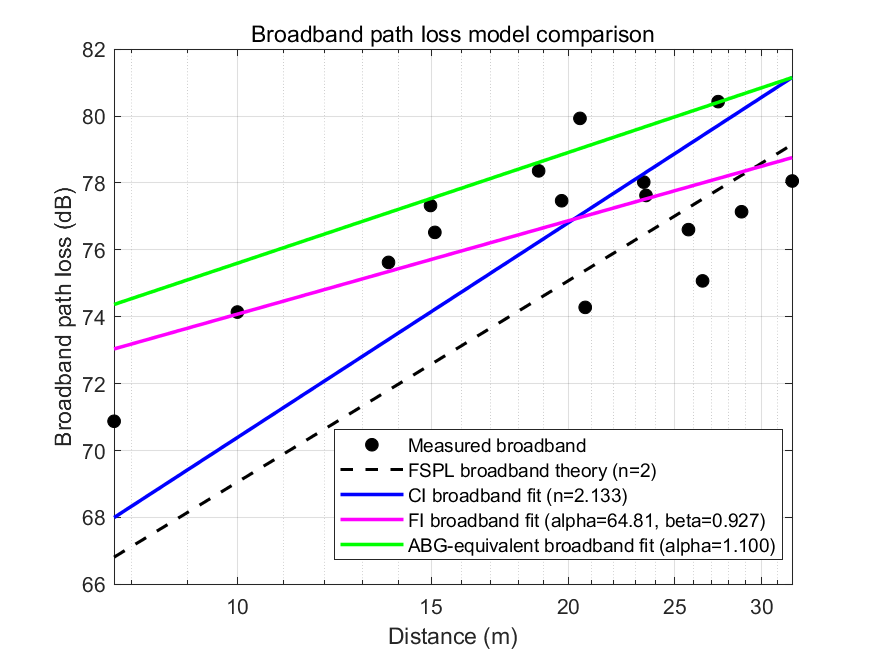 Broadband path loss model comparison
Broadband path loss (dB)
82
80
78
76
74
72
70
68
66
Measured broadband
FSPL broadband theory (n=2)
CI broadband fit (n=2.133)
FI broadband fit (alpha=64.81, beta=0.927)
ABG-equivalent broadband fit (alpha=1.100)
10 15 20 25 30
Distance (m)